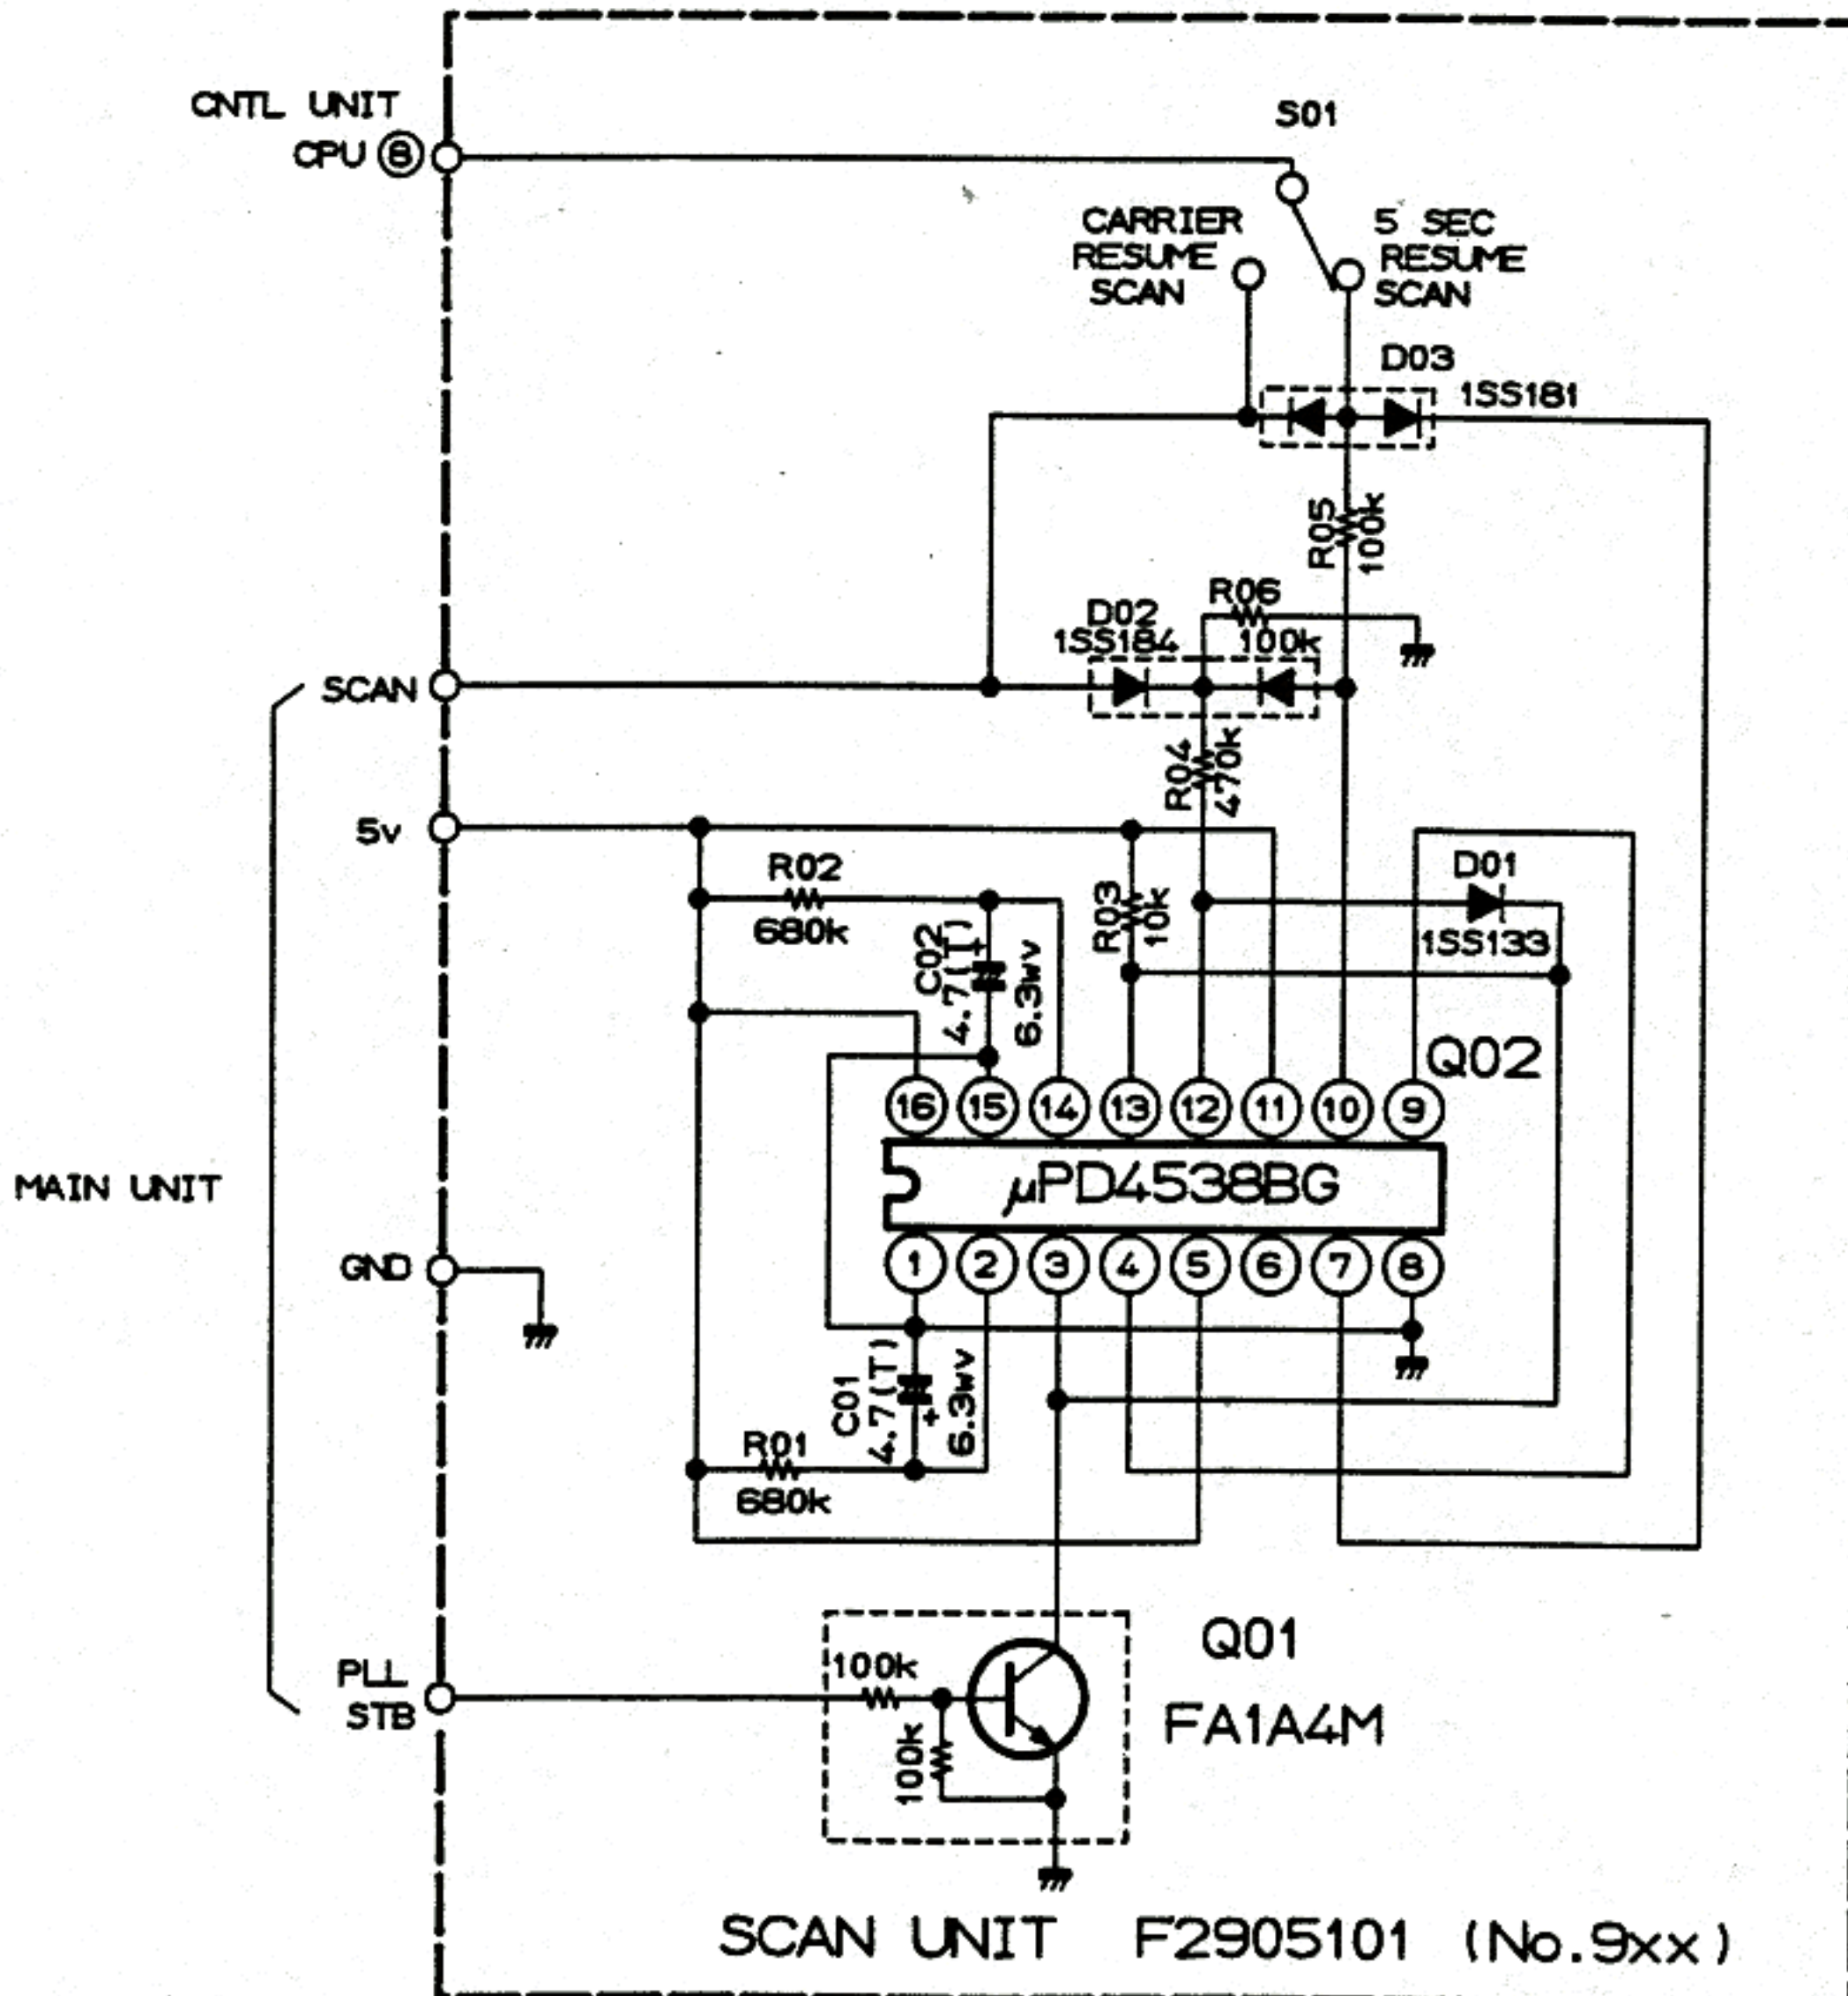 CNTL UNIT
CPU ⑧
S01
CARRIER
RESUME
SCAN
5 SEC
RESUME
SCAN
D03
1SS181
R05
100k
R06
100k
D02
1SS184
SCAN
R04
470k
5v
R02
680k
C02
4.7(T)
+
6.3wv
R03
10k
D01
1SS133
Q02
16 15 14 13 12 11 10 9
μPD4538BG
1 2 3 4 5 6 7 8
MAIN UNIT
GND
C01
4.7(T)
+
6.3wv
R01
680k
PLL
STB
100k
100k
Q01
FA1A4M
SCAN UNIT F2905101 (No.9xx)